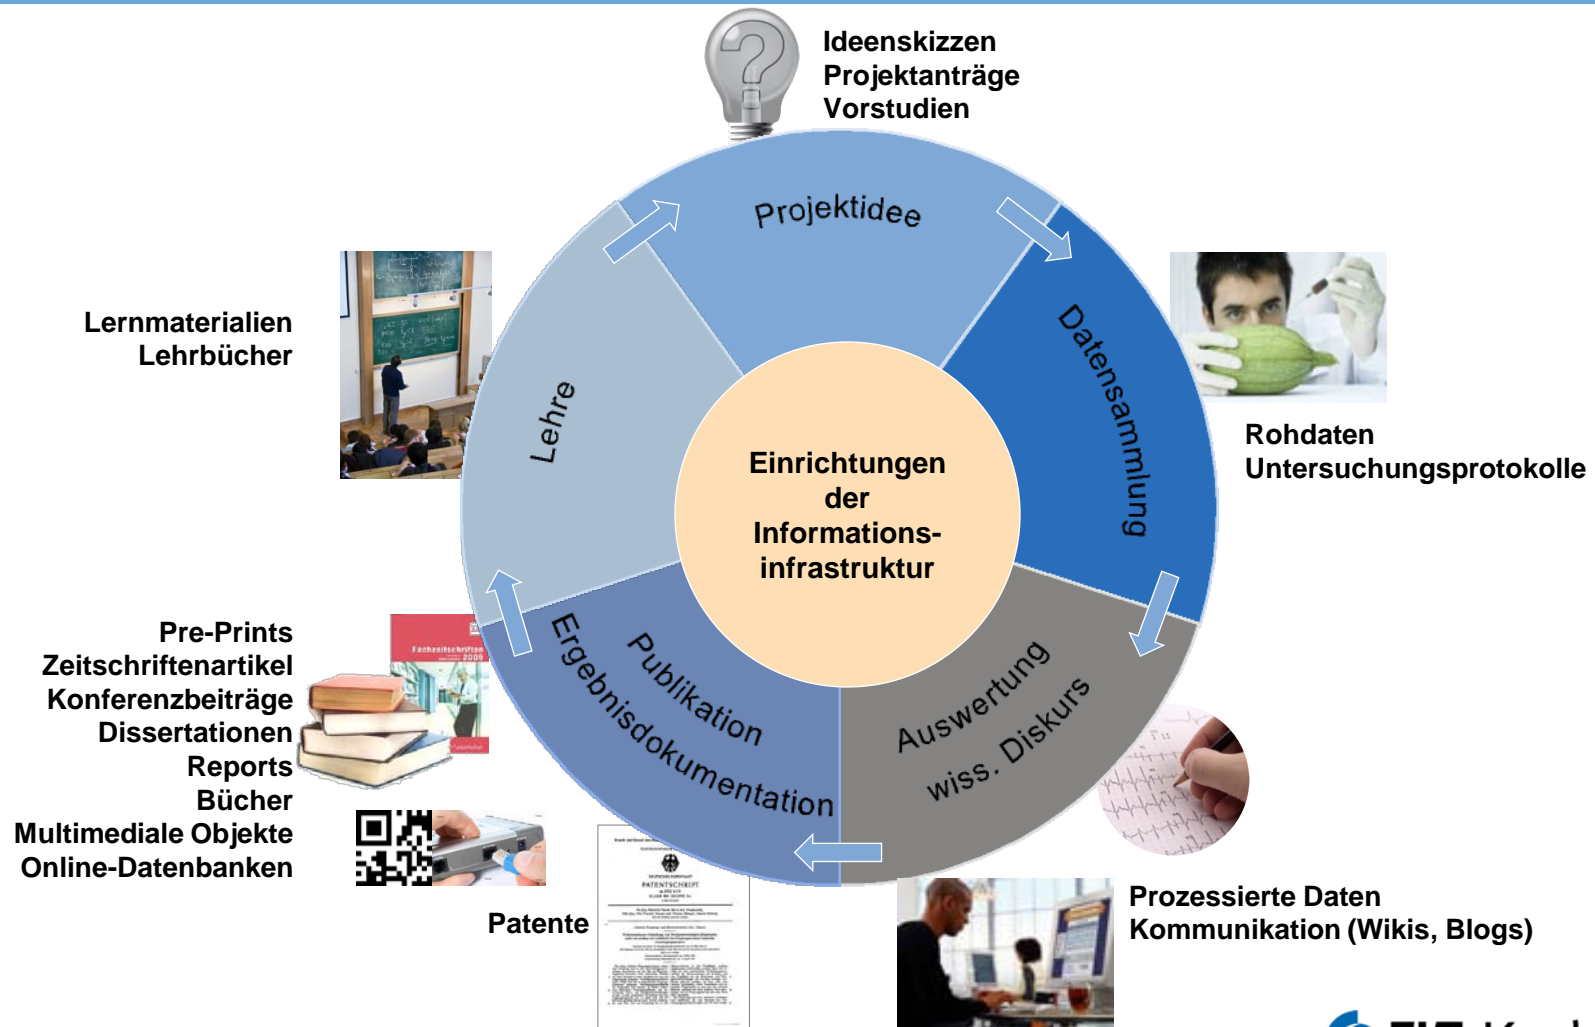 Ideenskizzen
Projektanträge
Vorstudien
Projektidee
Datensammlung
Rohdaten
Untersuchungsprotokolle
Lernmaterialien
Lehrbücher
Lehre
Einrichtungen
der
Informations-
infrastruktur
Auswertung
wiss. Diskurs
Prozessierte Daten
Kommunikation (Wikis, Blogs)
Publikation
Ergebnisdokumentation
Pre-Prints
Zeitschriftenartikel
Konferenzbeiträge
Dissertationen
Reports
Bücher
Multimediale Objekte
Online-Datenbanken
Fachzeitschriften
2009
Patente
PATENTSCHRIFT